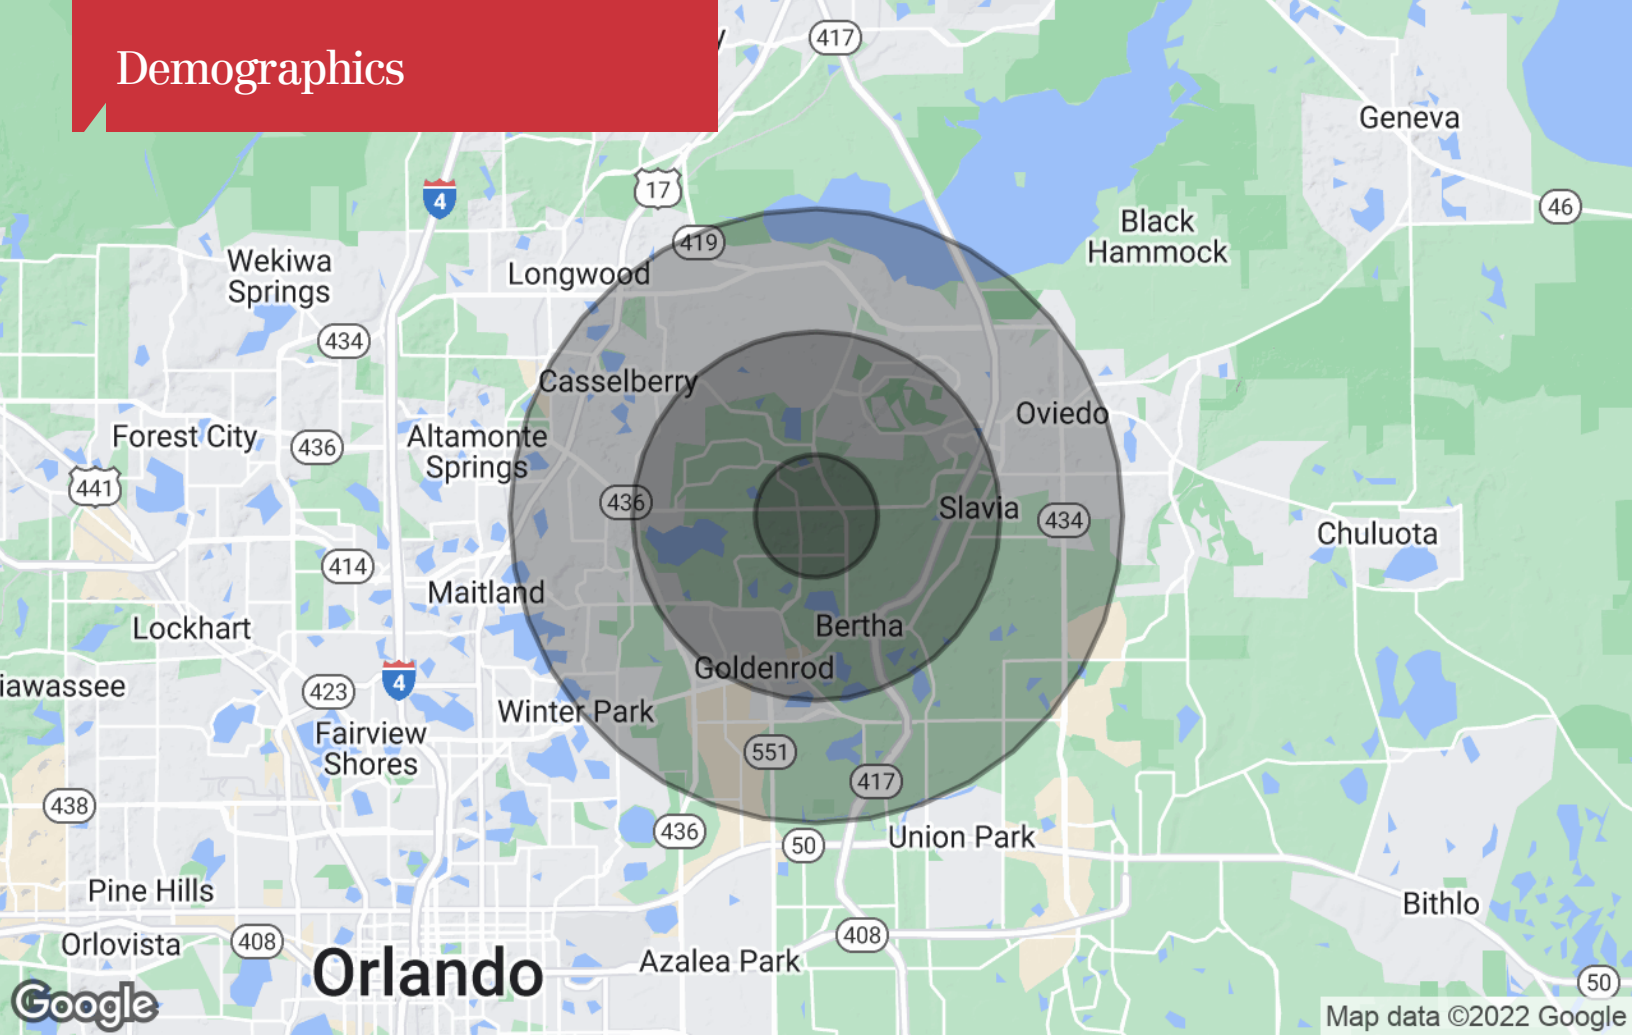 Demographics
417
Geneva
17
4
46
Black
Hammock
419
Wekiwa
Springs
Longwood
434
Casselberry
Oviedo
Forest City
436
Altamonte
Springs
441
436
Slavia
434
Chuluota
414
Maitland
Lockhart
Bertha
Goldenrod
iawassee
423
4
Winter Park
Fairview
Shores
551
417
438
436
50
Union Park
Pine Hills
Bithlo
Orlovista
408
408
Azalea Park
Orlando
50
Google
Map data ©2022 Google